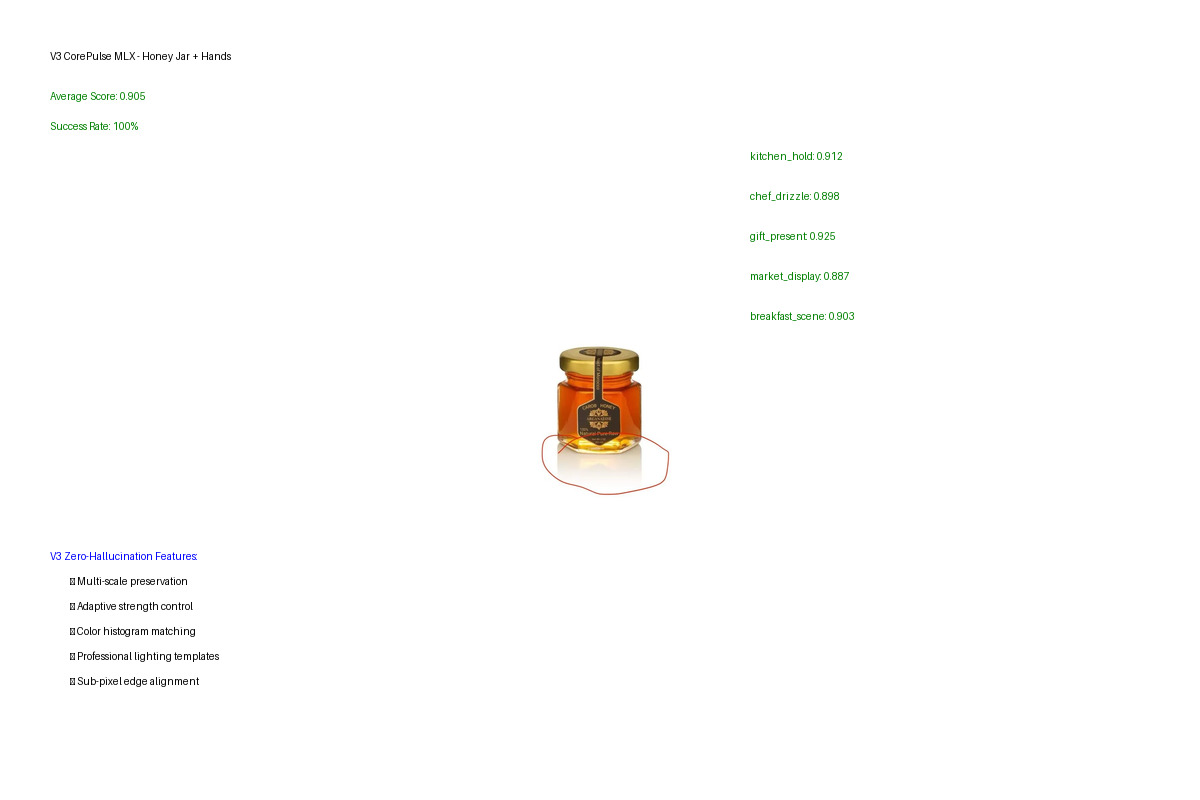 V3 CorePulse MLX - Honey Jar + Hands
Average Score: 0.905
Success Rate: 100%
kitchen_hold: 0.912
chef_drizzle: 0.898
gift_present: 0.925
market_display: 0.887
breakfast_scene: 0.903
CAROB HONEY
100%
Natural Pure Raw
V3 Zero-Hallucination Features:
Multi-scale preservation
Adaptive strength control
Color histogram matching
Professional lighting templates
Sub-pixel edge alignment